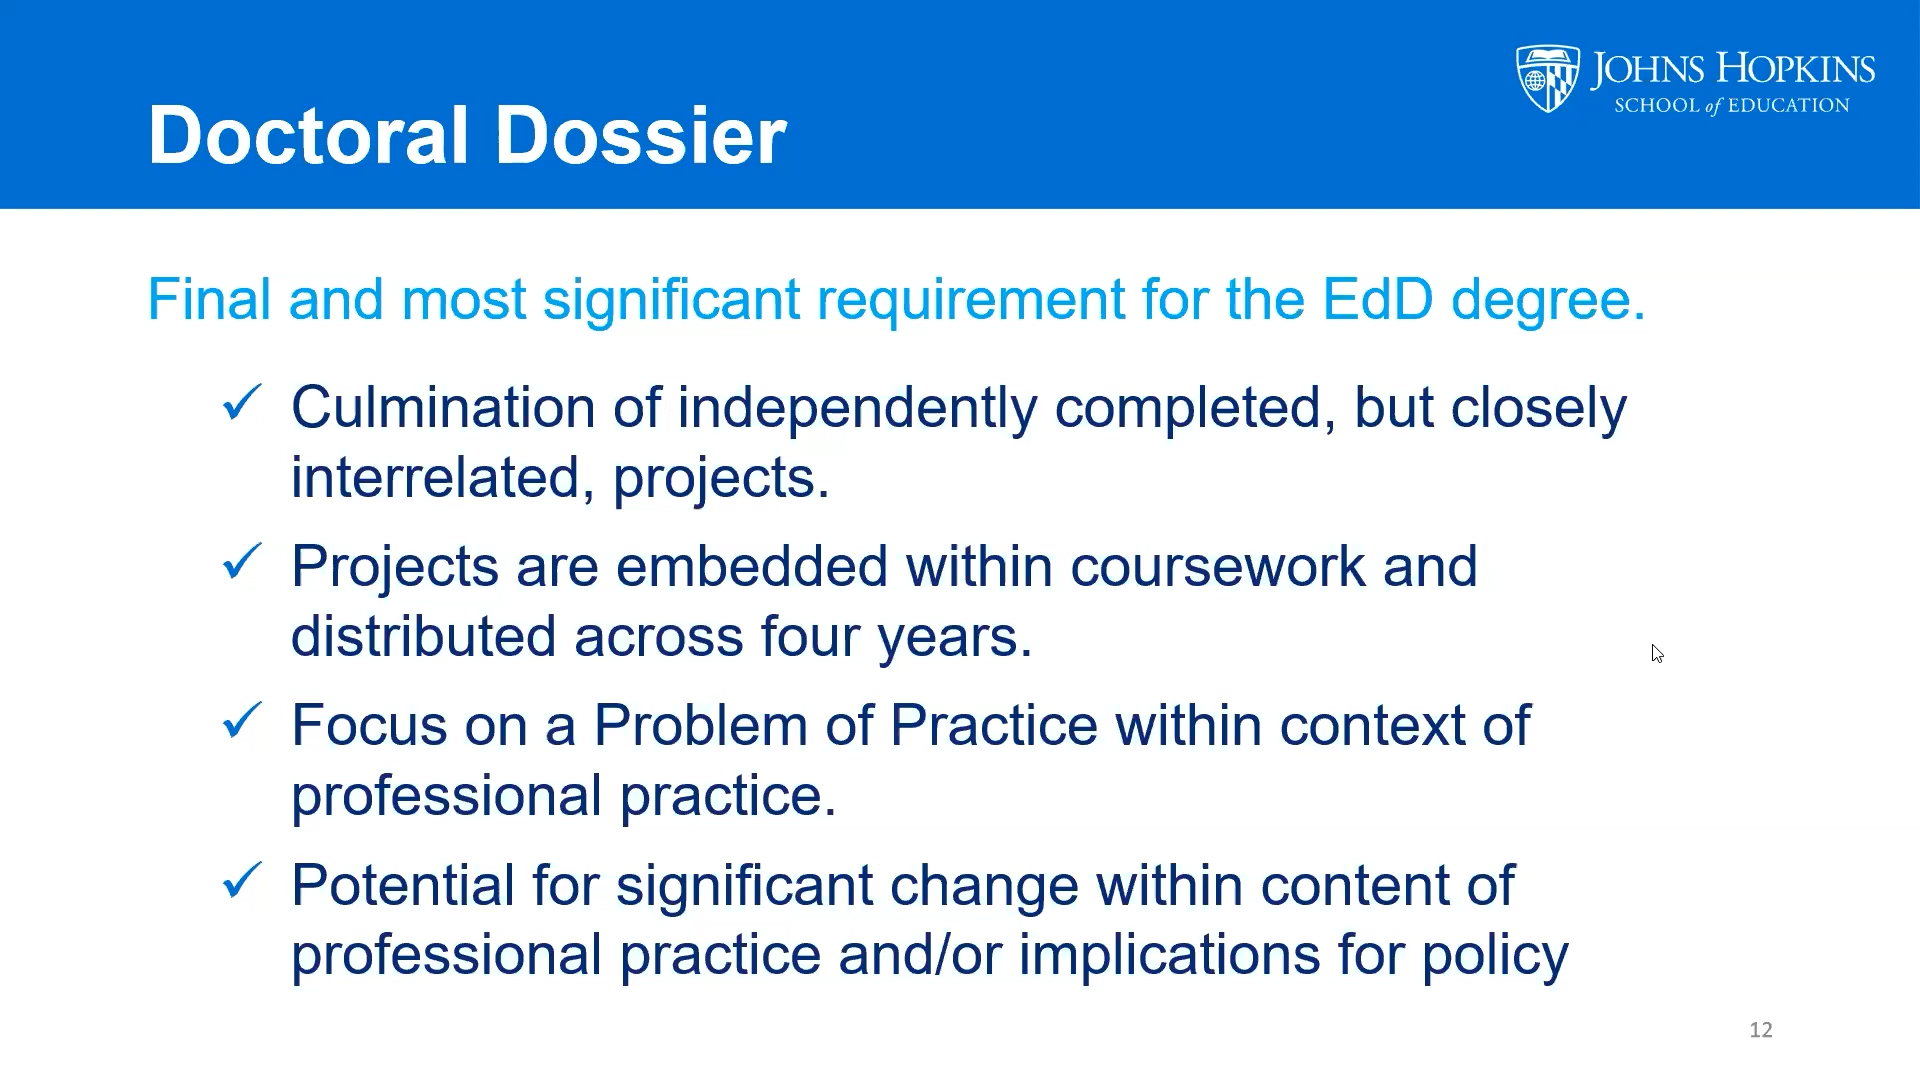 JOHNS HOPKINS
SCHOOL of EDUCATION
Doctoral Dossier
Final and most significant requirement for the EdD degree.
✓ Culmination of independently completed, but closely
interrelated, projects.
✓ Projects are embedded within coursework and
distributed across four years.
✓ Focus on a Problem of Practice within context of
professional practice.
✓ Potential for significant change within content of
professional practice and/or implications for policy
12